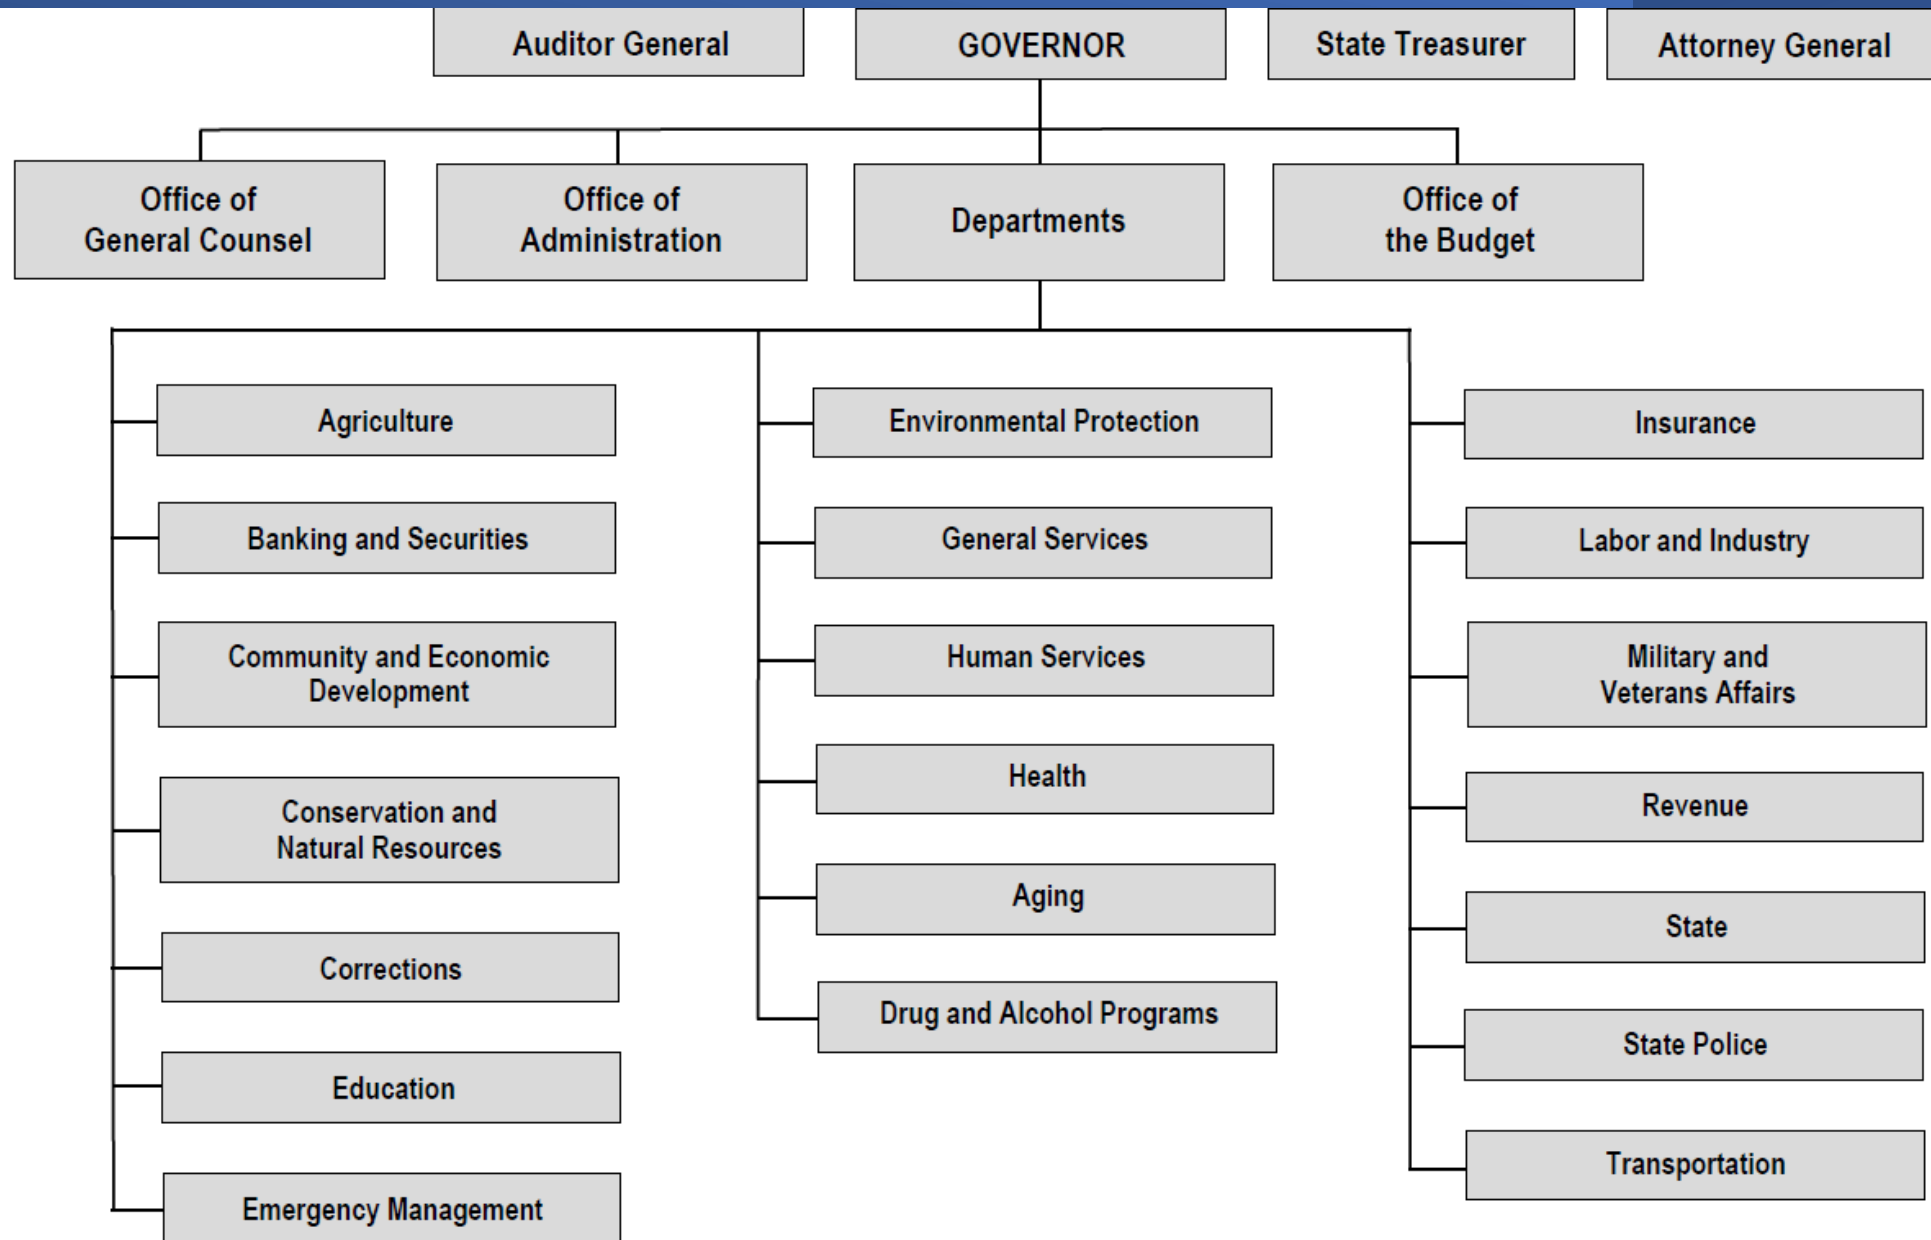 Auditor General
GOVERNOR
State Treasurer
Attorney General
Office of
General Counsel
Office of
Administration
Departments
Office of
the Budget
Agriculture
Banking and Securities
Community and Economic
Development
Conservation and
Natural Resources
Corrections
Education
Emergency Management
Environmental Protection
General Services
Human Services
Health
Aging
Drug and Alcohol Programs
Insurance
Labor and Industry
Military and
Veterans Affairs
Revenue
State
State Police
Transportation